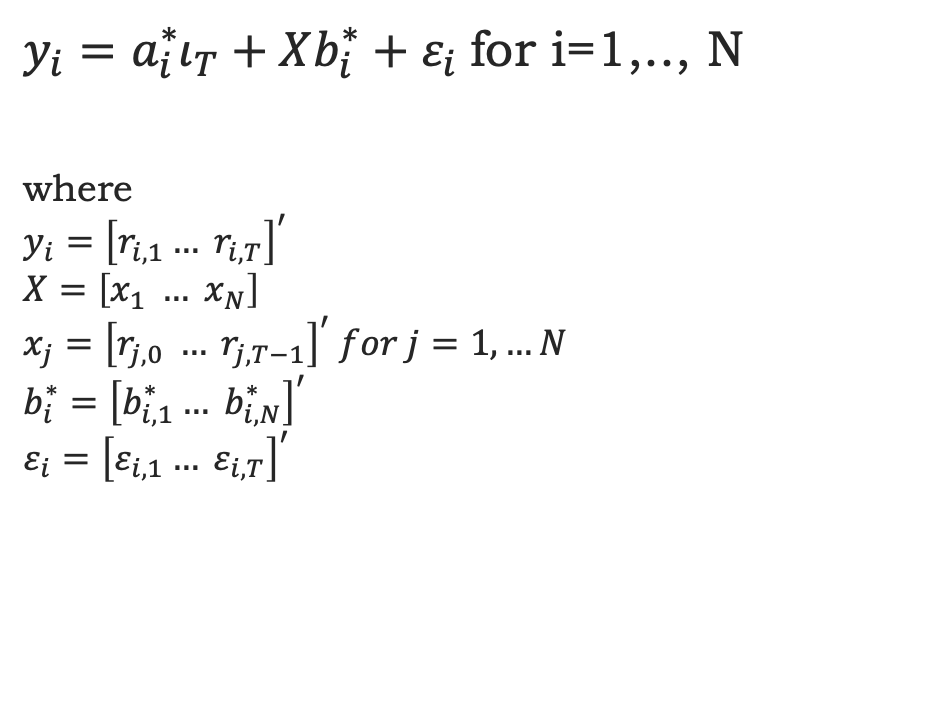 yᵢ = aᵢ*ι_T + Xbᵢ* + εᵢ for i=1,.., N
where
yᵢ = [r_{i,1} … r_{i,T}]′
X = [x₁ … x_N]
xⱼ = [r_{j,0} … r_{j,T−1}]′ for j = 1, … N
bᵢ* = [b*_{i,1} … b*_{i,N}]′
εᵢ = [ε_{i,1} … ε_{i,T}]′